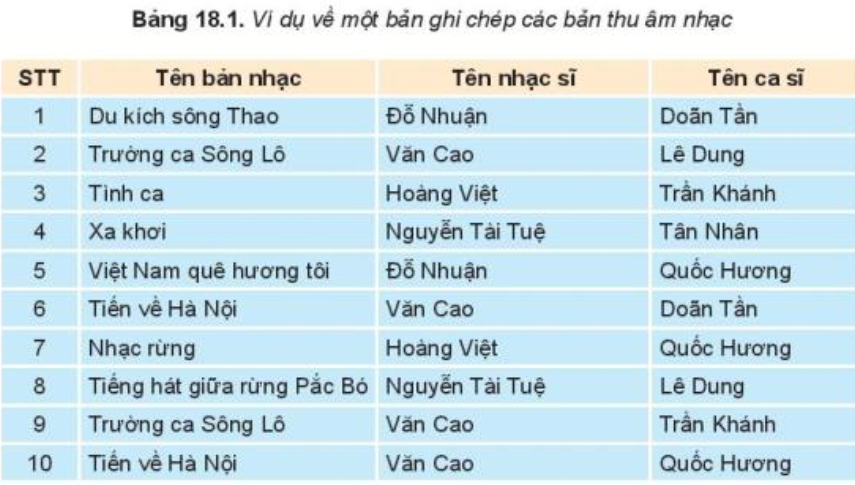 Bảng 18.1. Ví dụ về một bản ghi chép các bản thu âm nhạc
STT Tên bản nhạc Tên nhạc sĩ Tên ca sĩ
1 Du kích sông Thao Đỗ Nhuận Doãn Tần
2 Trường ca Sông Lô Văn Cao Lê Dung
3 Tình ca Hoàng Việt Trần Khánh
4 Xa khơi Nguyễn Tài Tuệ Tân Nhân
5 Việt Nam quê hương tôi Đỗ Nhuận Quốc Hương
6 Tiến về Hà Nội Văn Cao Doãn Tần
7 Nhạc rừng Hoàng Việt Quốc Hương
8 Tiếng hát giữa rừng Pắc Bó Nguyễn Tài Tuệ Lê Dung
9 Trường ca Sông Lô Văn Cao Trần Khánh
10 Tiến về Hà Nội Văn Cao Quốc Hương